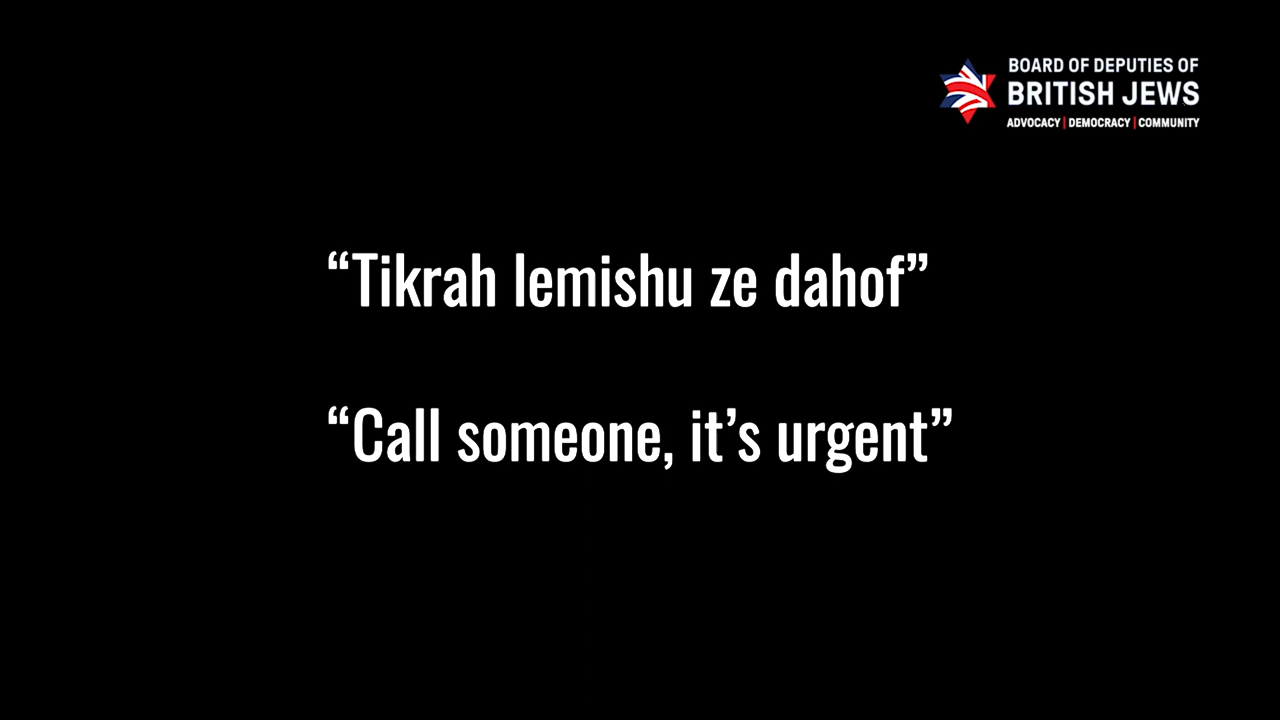 BOARD OF DEPUTIES OF
BRITISH JEWS
ADVOCACY | DEMOCRACY | COMMUNITY
“Tikrah lemishu ze dahof”
“Call someone, it’s urgent”